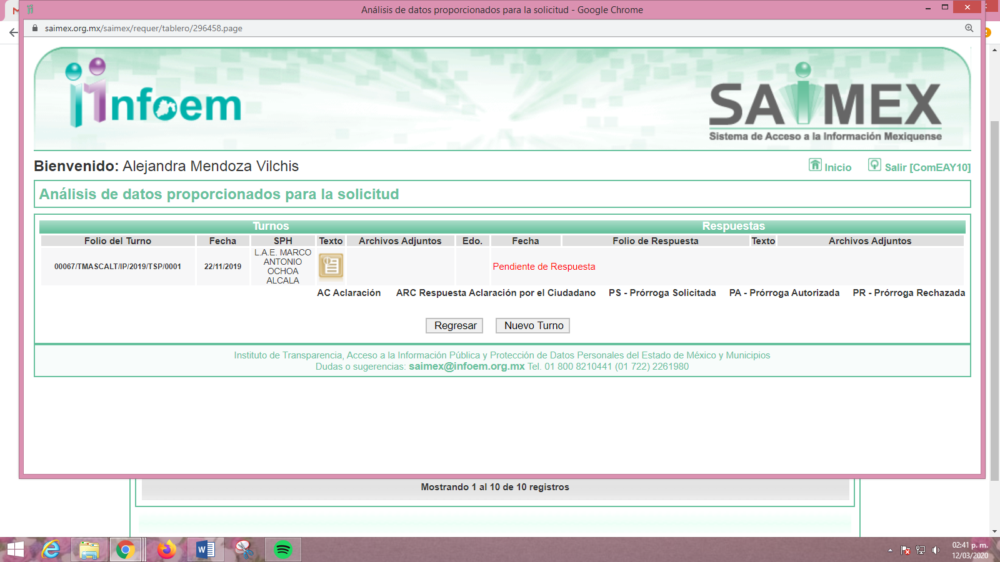 Análisis de datos proporcionados para la solicitud - Google Chrome
saimex.org.mx/saimex/requer/tablero/296458.page
infoem
SAIMEX
Sistema de Acceso a la Información Mexiquense
Bienvenido: Alejandra Mendoza Vilchis
Inicio Salir [ComEAY10]
Análisis de datos proporcionados para la solicitud
Turnos Respuestas
Folio del Turno Fecha SPH Texto Archivos Adjuntos Edo. Fecha Folio de Respuesta Texto Archivos Adjuntos
00067/TMASCALT/IP/2019/TSP/0001 22/11/2019 L.A.E. MARCO ANTONIO OCHOA ALCALA Pendiente de Respuesta
AC Aclaración ARC Respuesta Aclaración por el Ciudadano PS - Prórroga Solicitada PA - Prórroga Autorizada PR - Prórroga Rechazada
Regresar Nuevo Turno
Instituto de Transparencia, Acceso a la Información Pública y Protección de Datos Personales del Estado de México y Municipios
Dudas o sugerencias: saimex@infoem.org.mx Tel. 01 800 8210441 (01 722) 2261980
Mostrando 1 al 10 de 10 registros
02:41 p. m.
12/03/2020